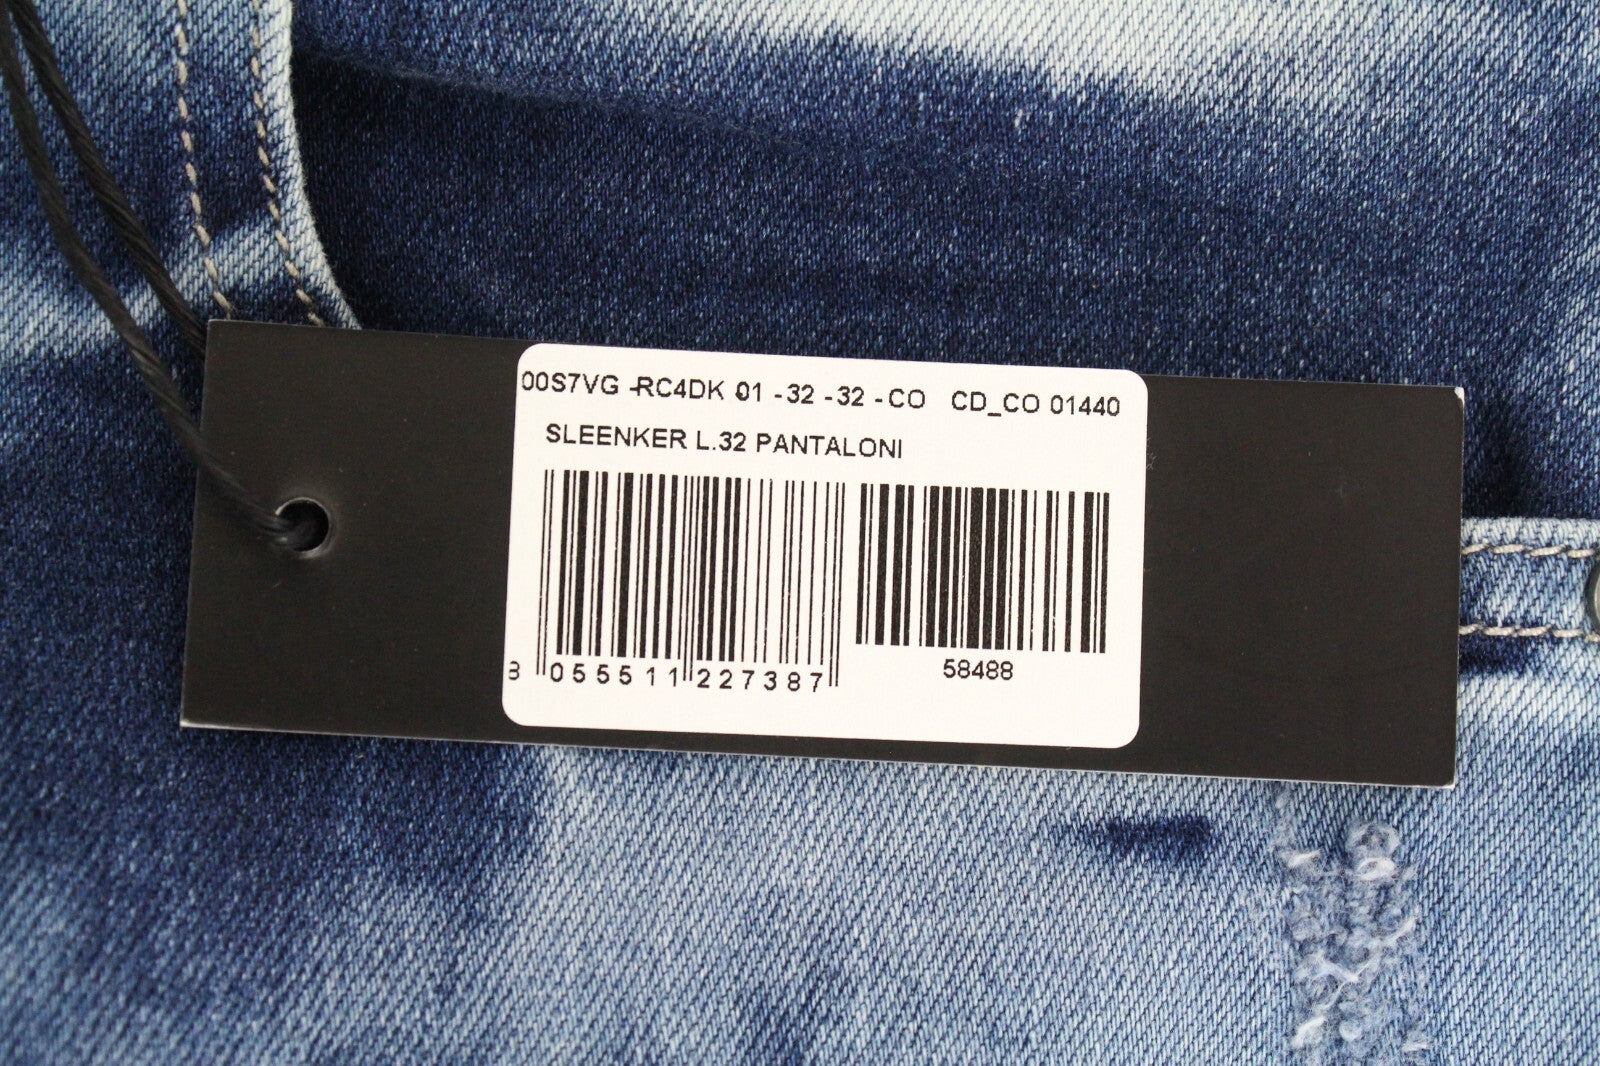 00S7VG -RC4DK 01 -32 -32 -CO CD_CO 01440
SLEENKER L.32 PANTALONI
8 055511 227387
58488